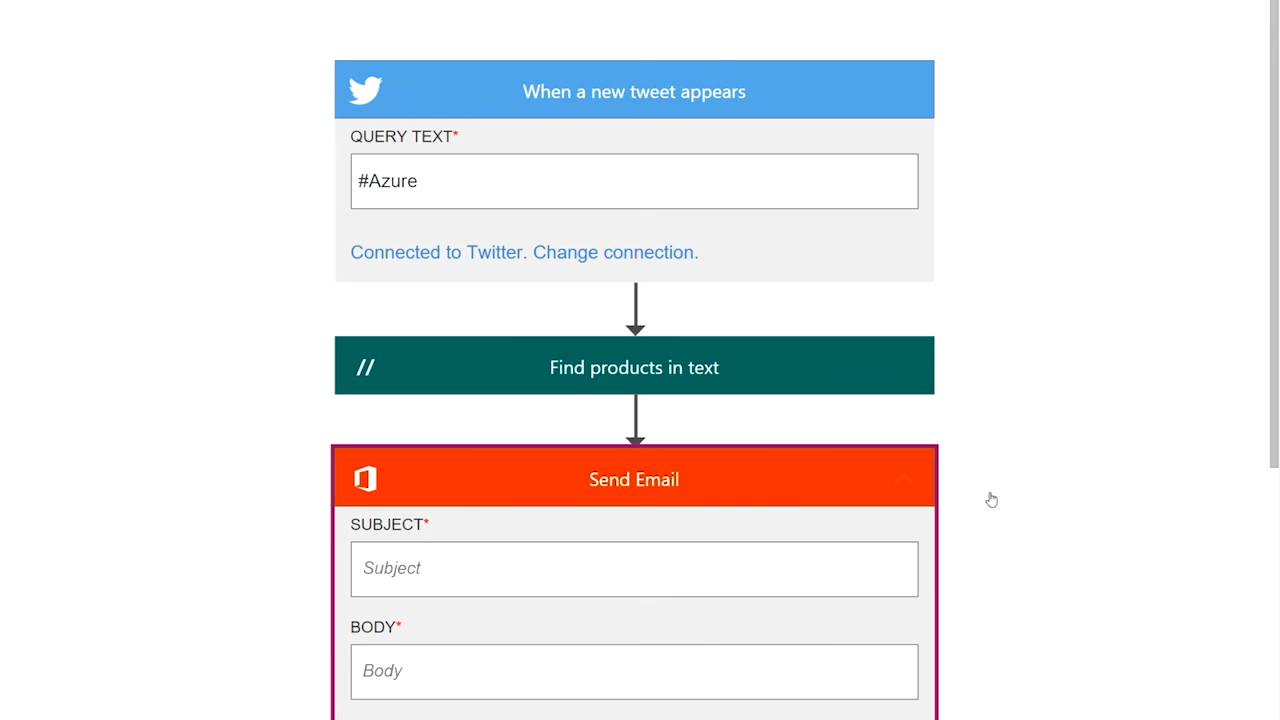 When a new tweet appears
QUERY TEXT*
#Azure
Connected to Twitter. Change connection.
// Find products in text
Send Email
SUBJECT*
Subject
BODY*
Body